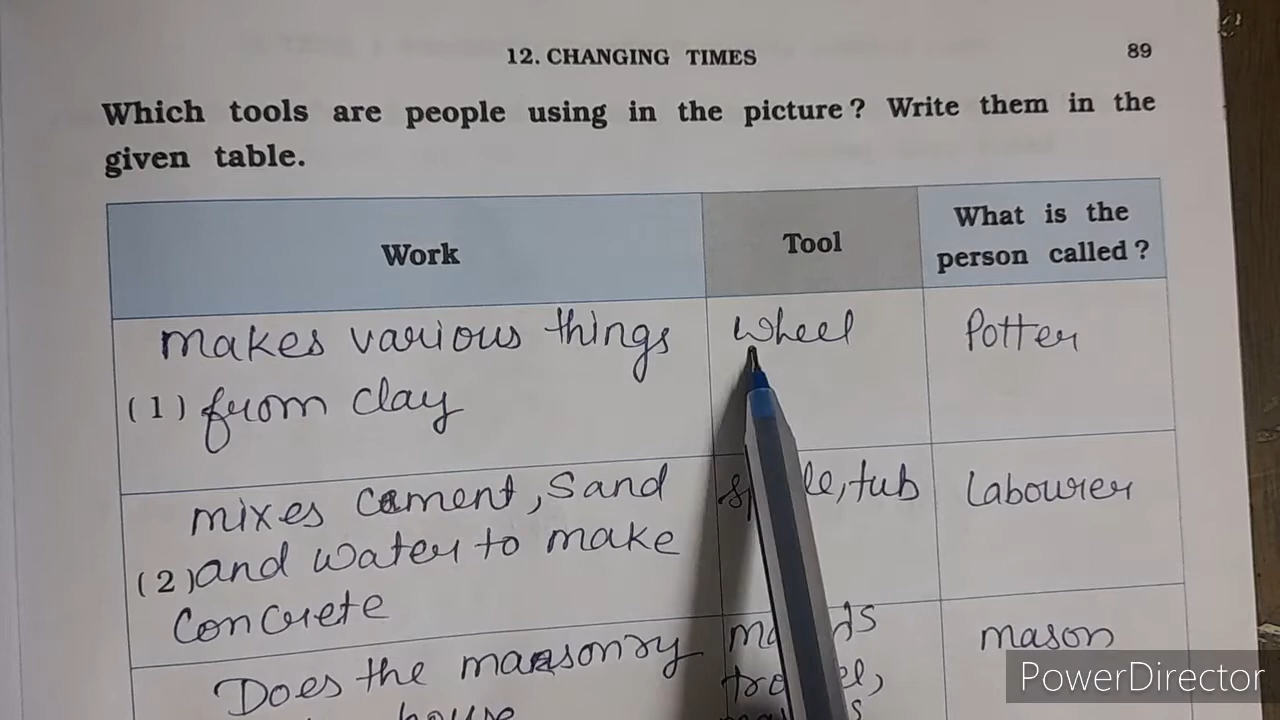 12. CHANGING TIMES 89
Which tools are people using in the picture? Write them in the
given table.
Work
Tool
What is the
person called?
makes various things
(1) from clay
Wheel
Potter
mixes cement, Sand
(2) and water to make
Concrete
tub
Labourer
Does the masonry
house
mason
PowerDirector